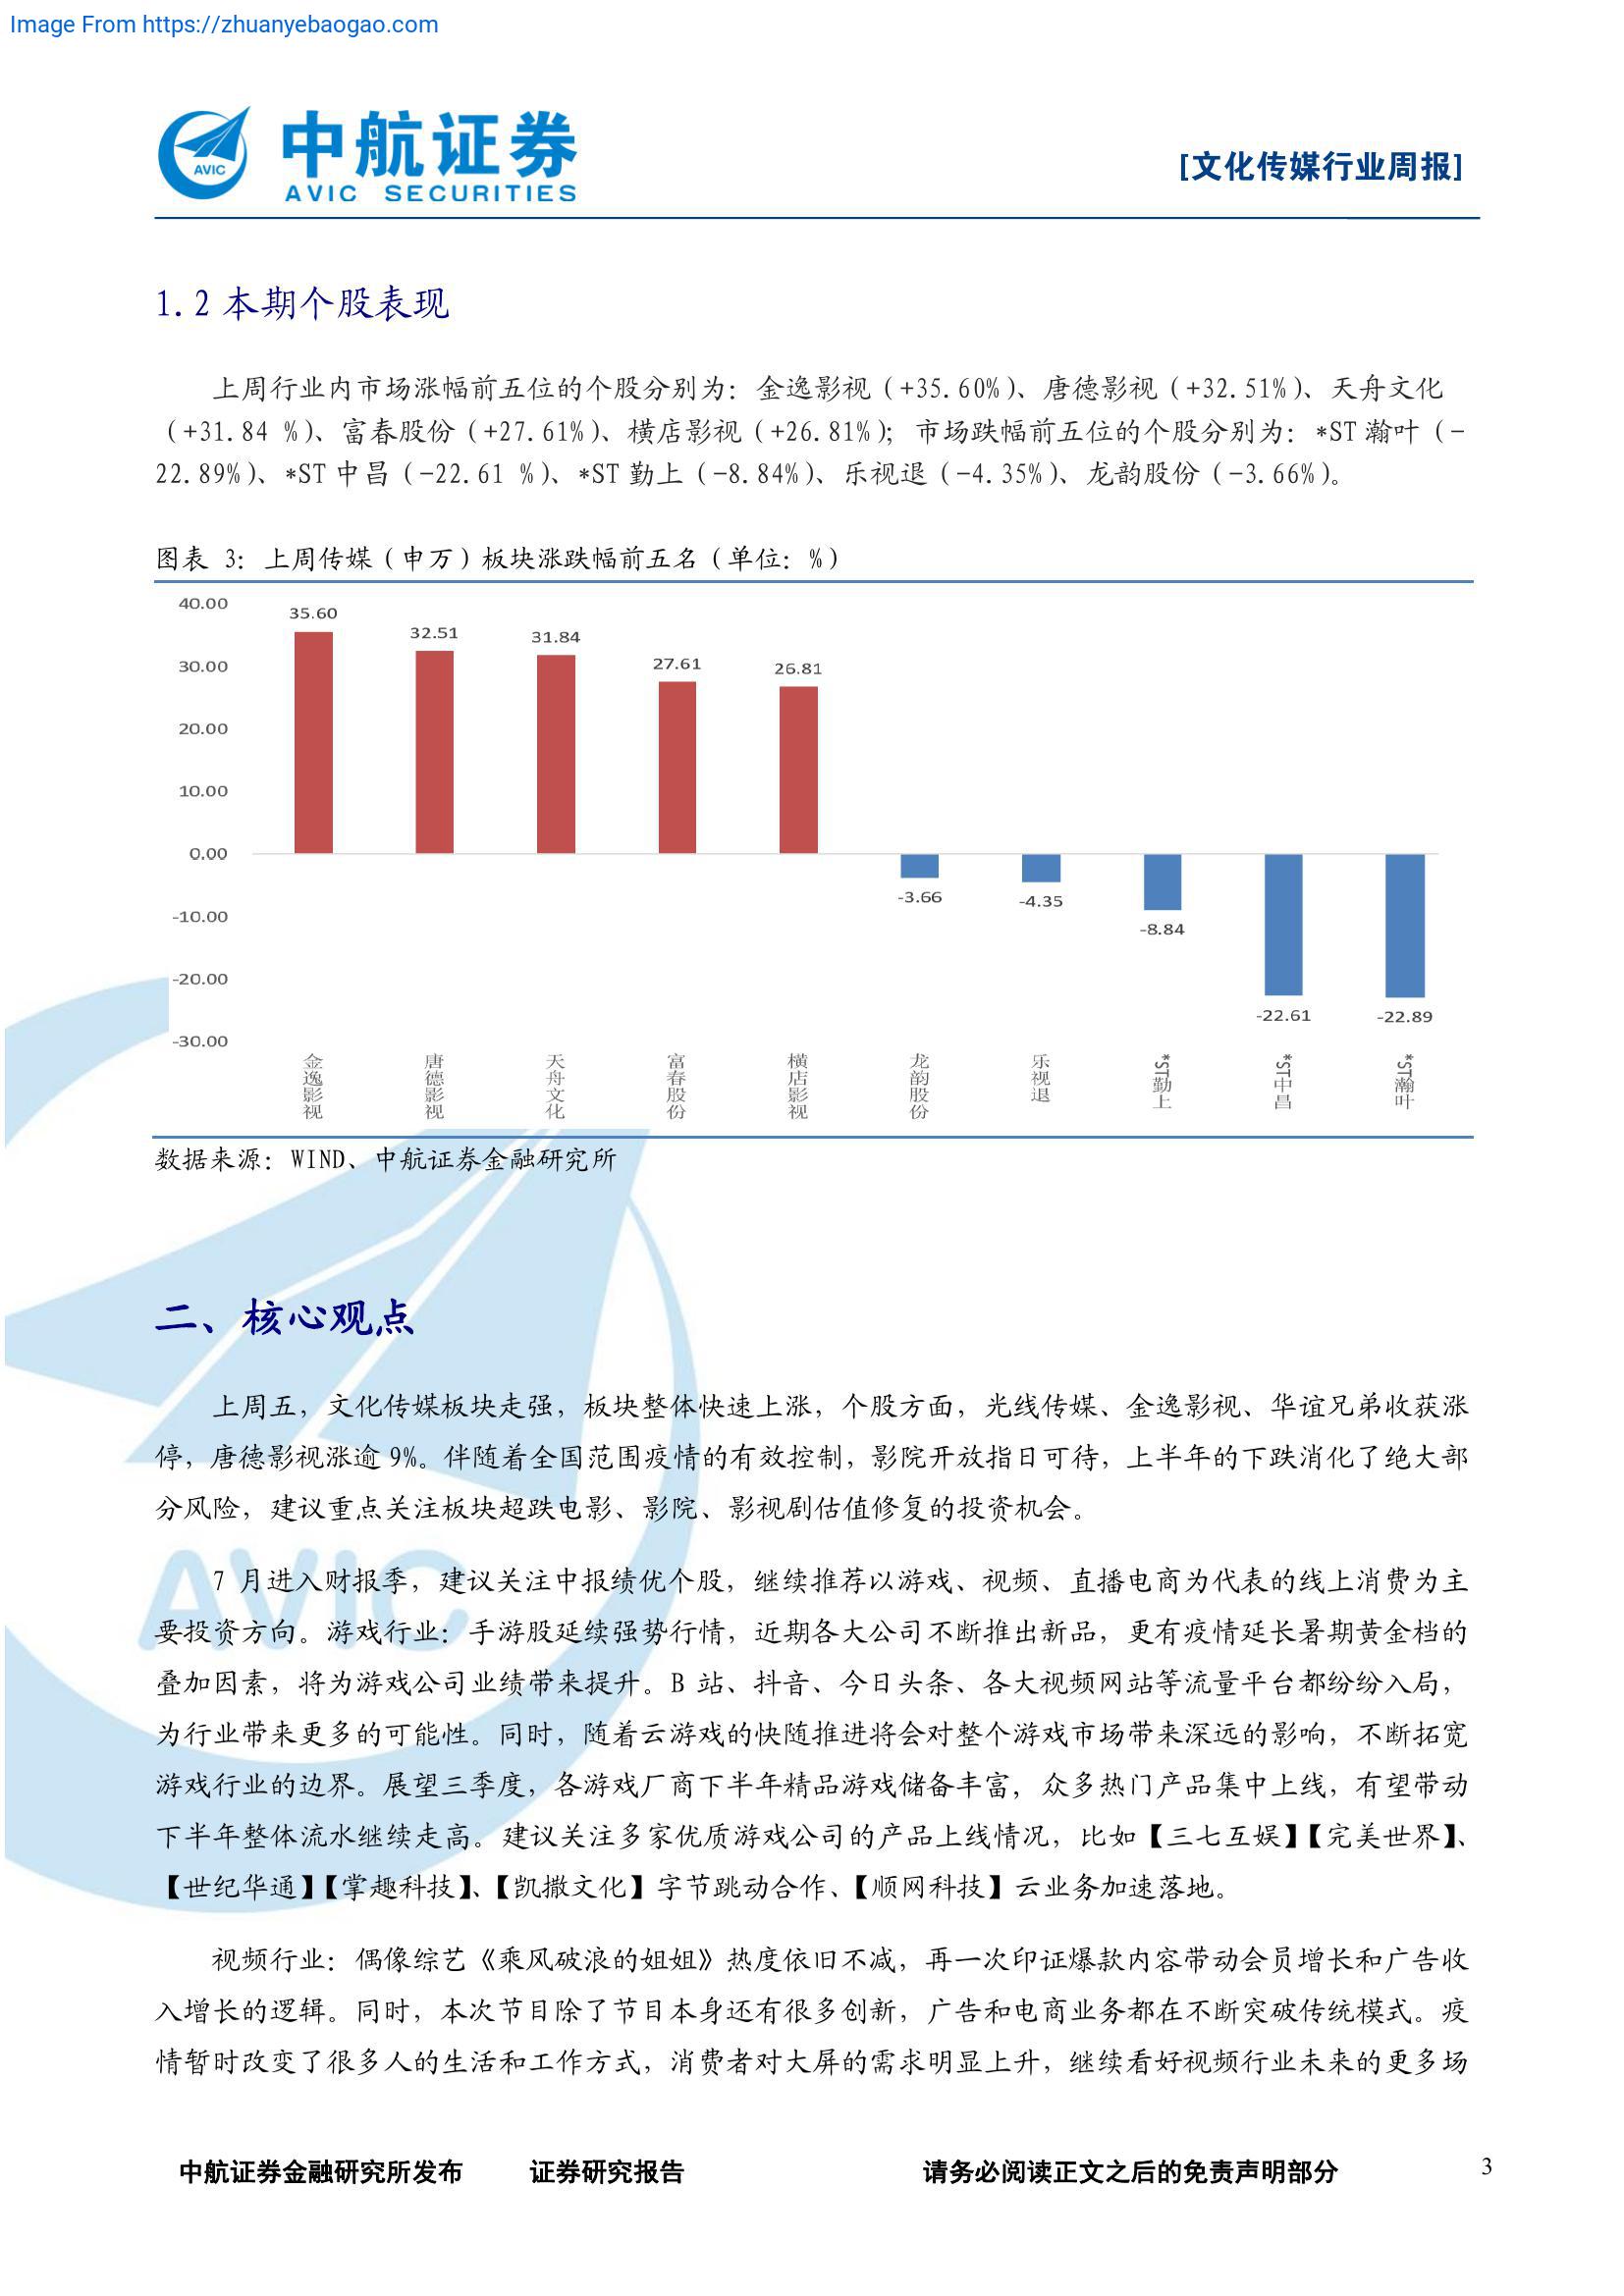 Image From https://zhuanyebaogao.com
AVIC
中航证券
AVIC SECURITIES
[文化传媒行业周报]
1.2 本期个股表现
上周行业内市场涨幅前五位的个股分别为：金逸影视（+35.60%）、唐德影视（+32.51%）、天舟文化
（+31.84 %）、富春股份（+27.61%）、横店影视（+26.81%）；市场跌幅前五位的个股分别为：*ST 瀚叶（-
22.89%）、*ST 中昌（-22.61 %）、*ST 勤上（-8.84%）、乐视退（-4.35%）、龙韵股份（-3.66%）。
图表 3：上周传媒（申万）板块涨跌幅前五名（单位：%）
40.00
30.00
20.00
10.00
0.00
-10.00
-20.00
-30.00
35.60
32.51
31.84
27.61
26.81
-3.66
-4.35
-8.84
-22.61
-22.89
金逸影视
唐德影视
天舟文化
富春股份
横店影视
龙韵股份
乐视退
*ST勤上
*ST中昌
*ST瀚叶
数据来源：WIND、中航证券金融研究所
二、核心观点
上周五，文化传媒板块走强，板块整体快速上涨，个股方面，光线传媒、金逸影视、华谊兄弟收获涨
停，唐德影视涨逾 9%。伴随着全国范围疫情的有效控制，影院开放指日可待，上半年的下跌消化了绝大部
分风险，建议重点关注板块超跌电影、影院、影视剧估值修复的投资机会。
7 月进入财报季，建议关注中报绩优个股，继续推荐以游戏、视频、直播电商为代表的线上消费为主
要投资方向。游戏行业：手游股延续强势行情，近期各大公司不断推出新品，更有疫情延长暑期黄金档的
叠加因素，将为游戏公司业绩带来提升。B 站、抖音、今日头条、各大视频网站等流量平台都纷纷入局，
为行业带来更多的可能性。同时，随着云游戏的快随推进将会对整个游戏市场带来深远的影响，不断拓宽
游戏行业的边界。展望三季度，各游戏厂商下半年精品游戏储备丰富，众多热门产品集中上线，有望带动
下半年整体流水继续走高。建议关注多家优质游戏公司的产品上线情况，比如【三七互娱】【完美世界】、
【世纪华通】【掌趣科技】、【凯撒文化】字节跳动合作、【顺网科技】云业务加速落地。
视频行业：偶像综艺《乘风破浪的姐姐》热度依旧不减，再一次印证爆款内容带动会员增长和广告收
入增长的逻辑。同时，本次节目除了节目本身还有很多创新，广告和电商业务都在不断突破传统模式。疫
情暂时改变了很多人的生活和工作方式，消费者对大屏的需求明显上升，继续看好视频行业未来的更多场
AVIC
中航证券金融研究所发布 证券研究报告 请务必阅读正文之后的免责声明部分 3